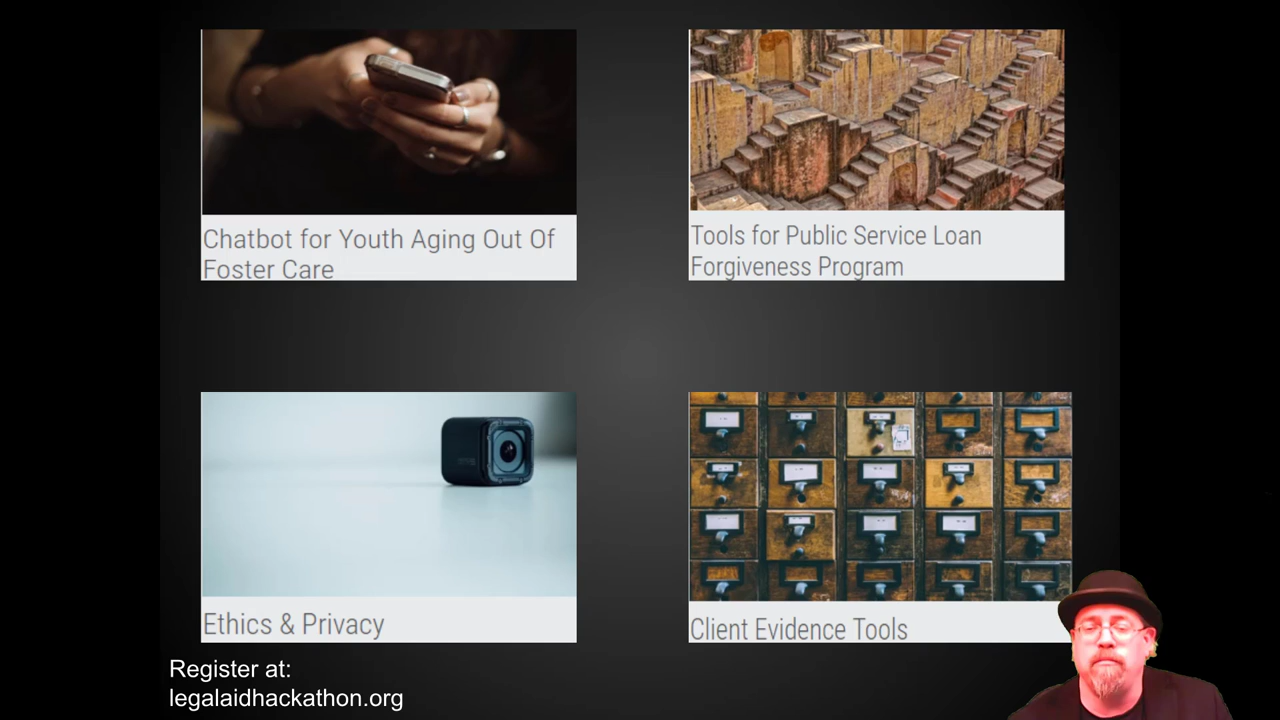 Chatbot for Youth Aging Out Of
Foster Care
Tools for Public Service Loan
Forgiveness Program
Ethics & Privacy
Client Evidence Tools
Register at:
legalaidhackathon.org